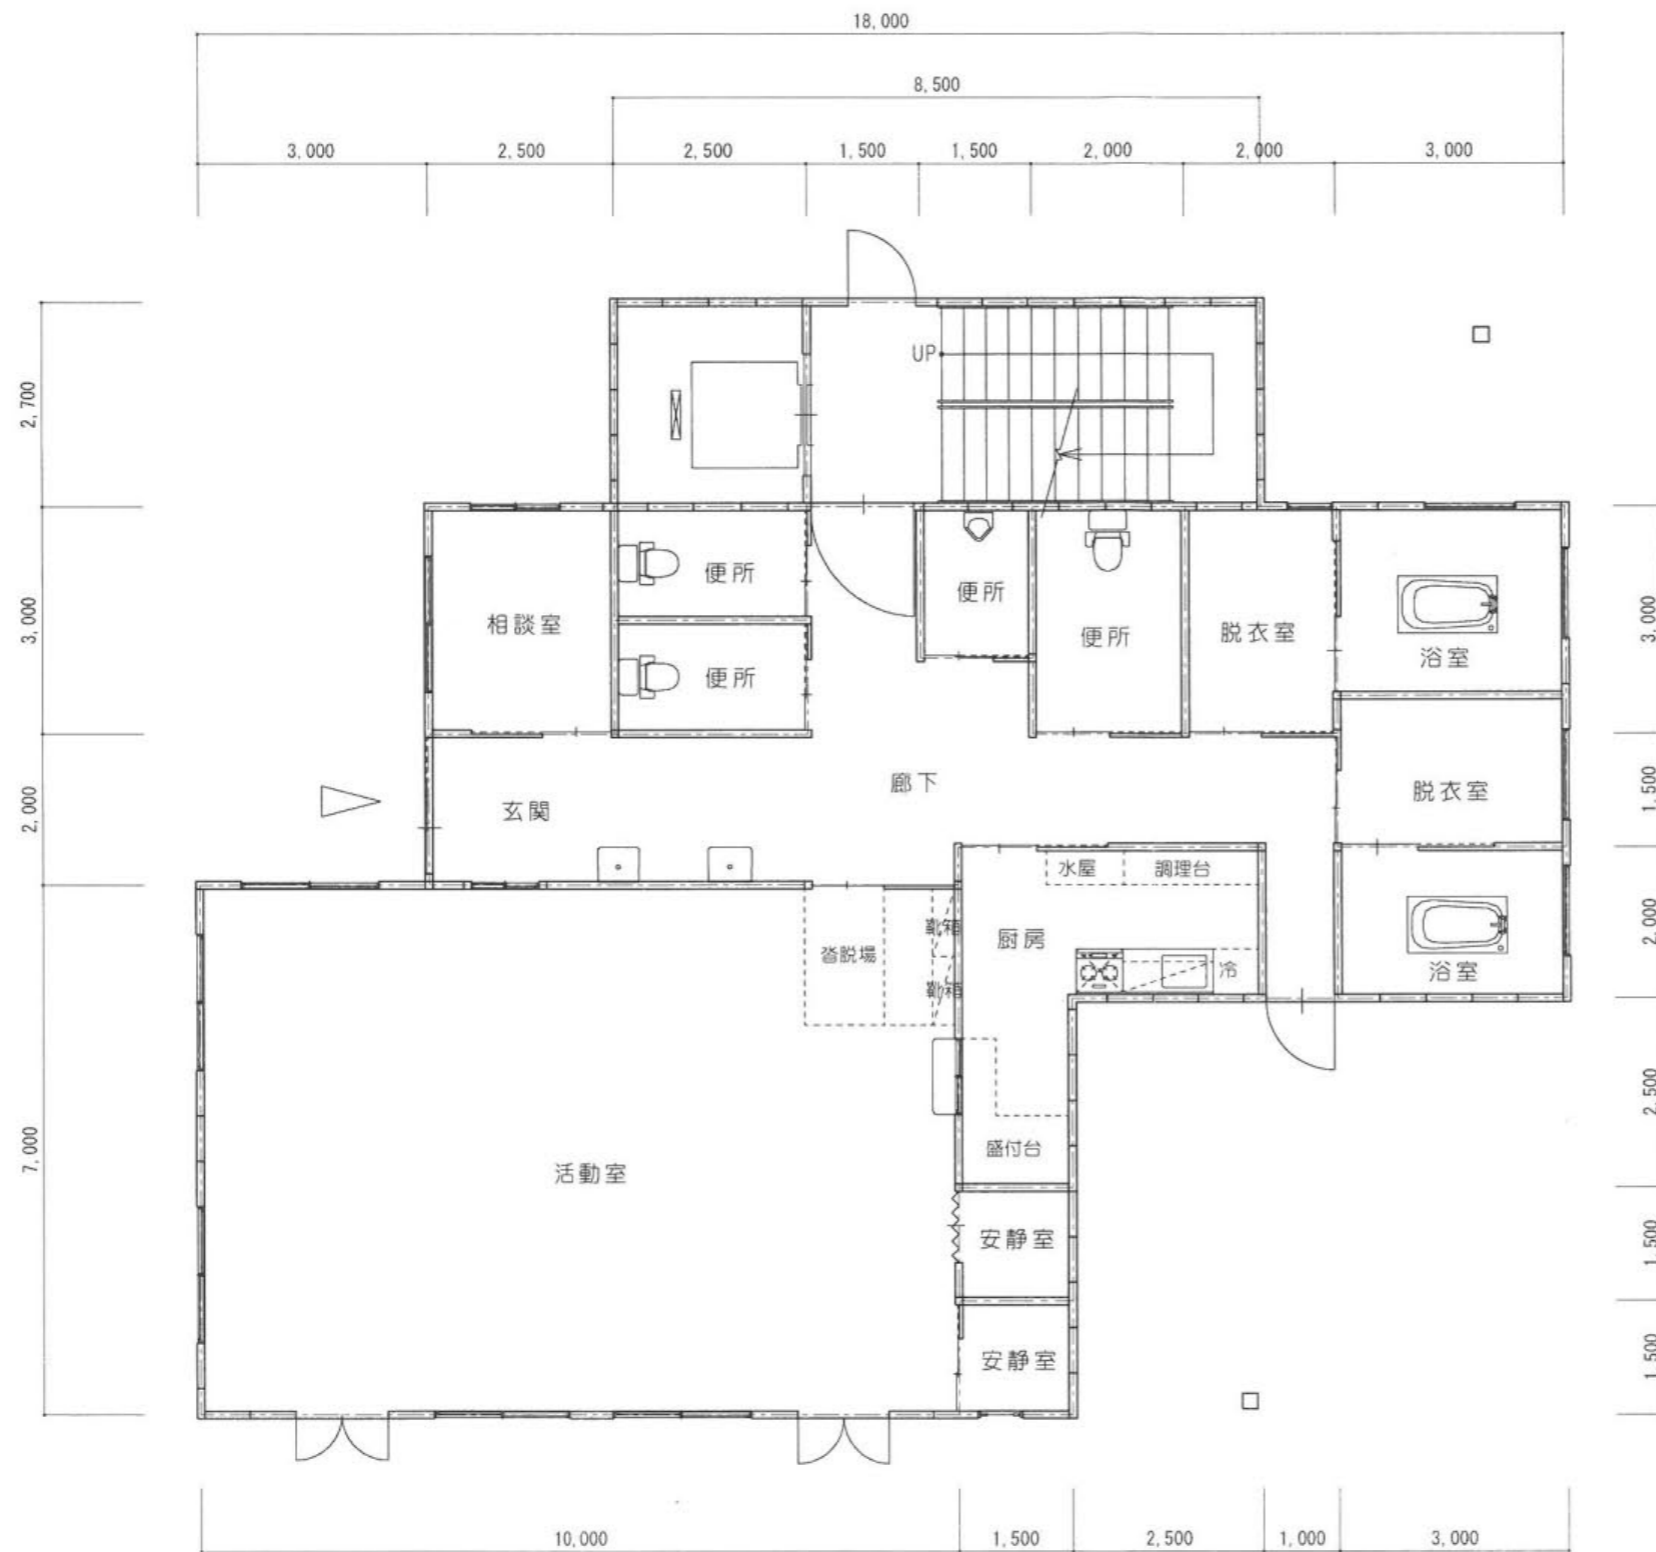 18,000
8,500
3,000
2,500
2,500
1,500
1,500
2,000
2,000
3,000
2,700
3,000
2,000
7,000
UP
相談室
便所
便所
便所
便所
脱衣室
浴室
玄関
廊下
脱衣室
浴室
水屋
調理台
厨房
冷
沓脱場
靴箱
靴箱
盛付台
活動室
安静室
安静室
3,000
1,500
2,000
2,500
1,500
1,500
10,000
1,500
2,500
1,000
3,000